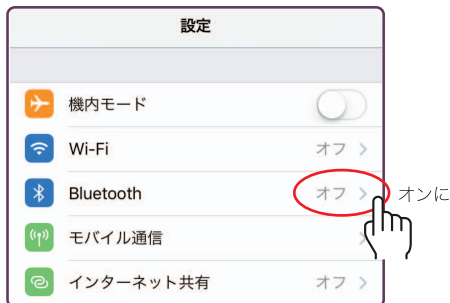 設定
機内モード
Wi-Fi オフ
Bluetooth オフ オンに
モバイル通信
インターネット共有 オフ